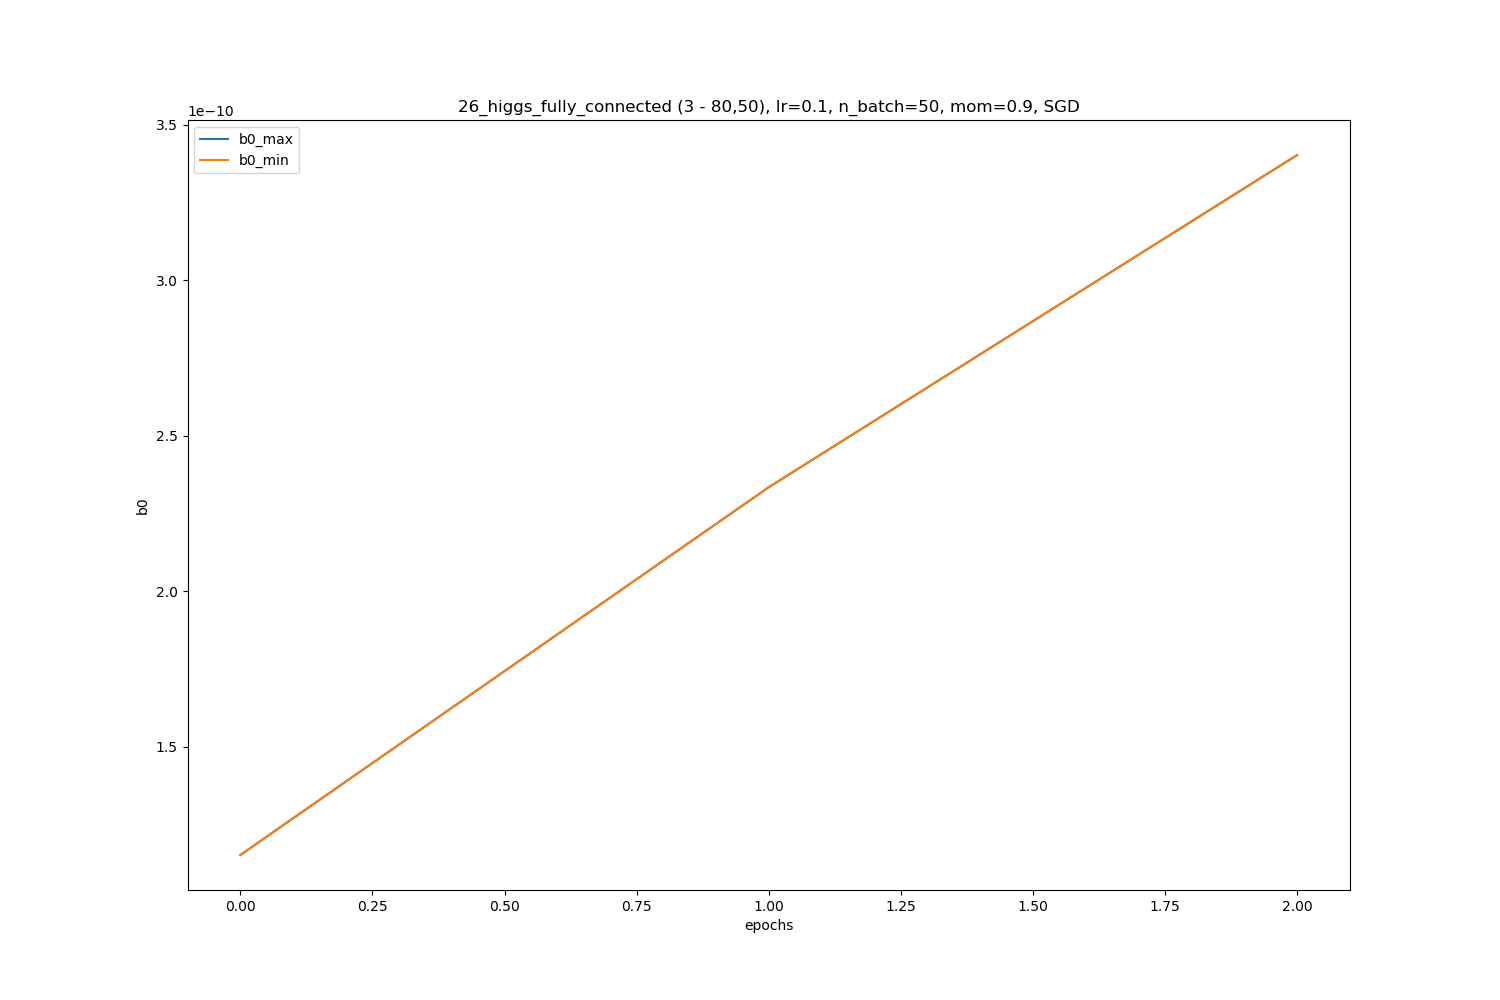 26_higgs_fully_connected (3 - 80,50), lr=0.1, n_batch=50, mom=0.9, SGD
1e−10
3.5
3.0
2.5
2.0
1.5
b0_max
b0_min
b0
0.00 0.25 0.50 0.75 1.00 1.25 1.50 1.75 2.00
epochs